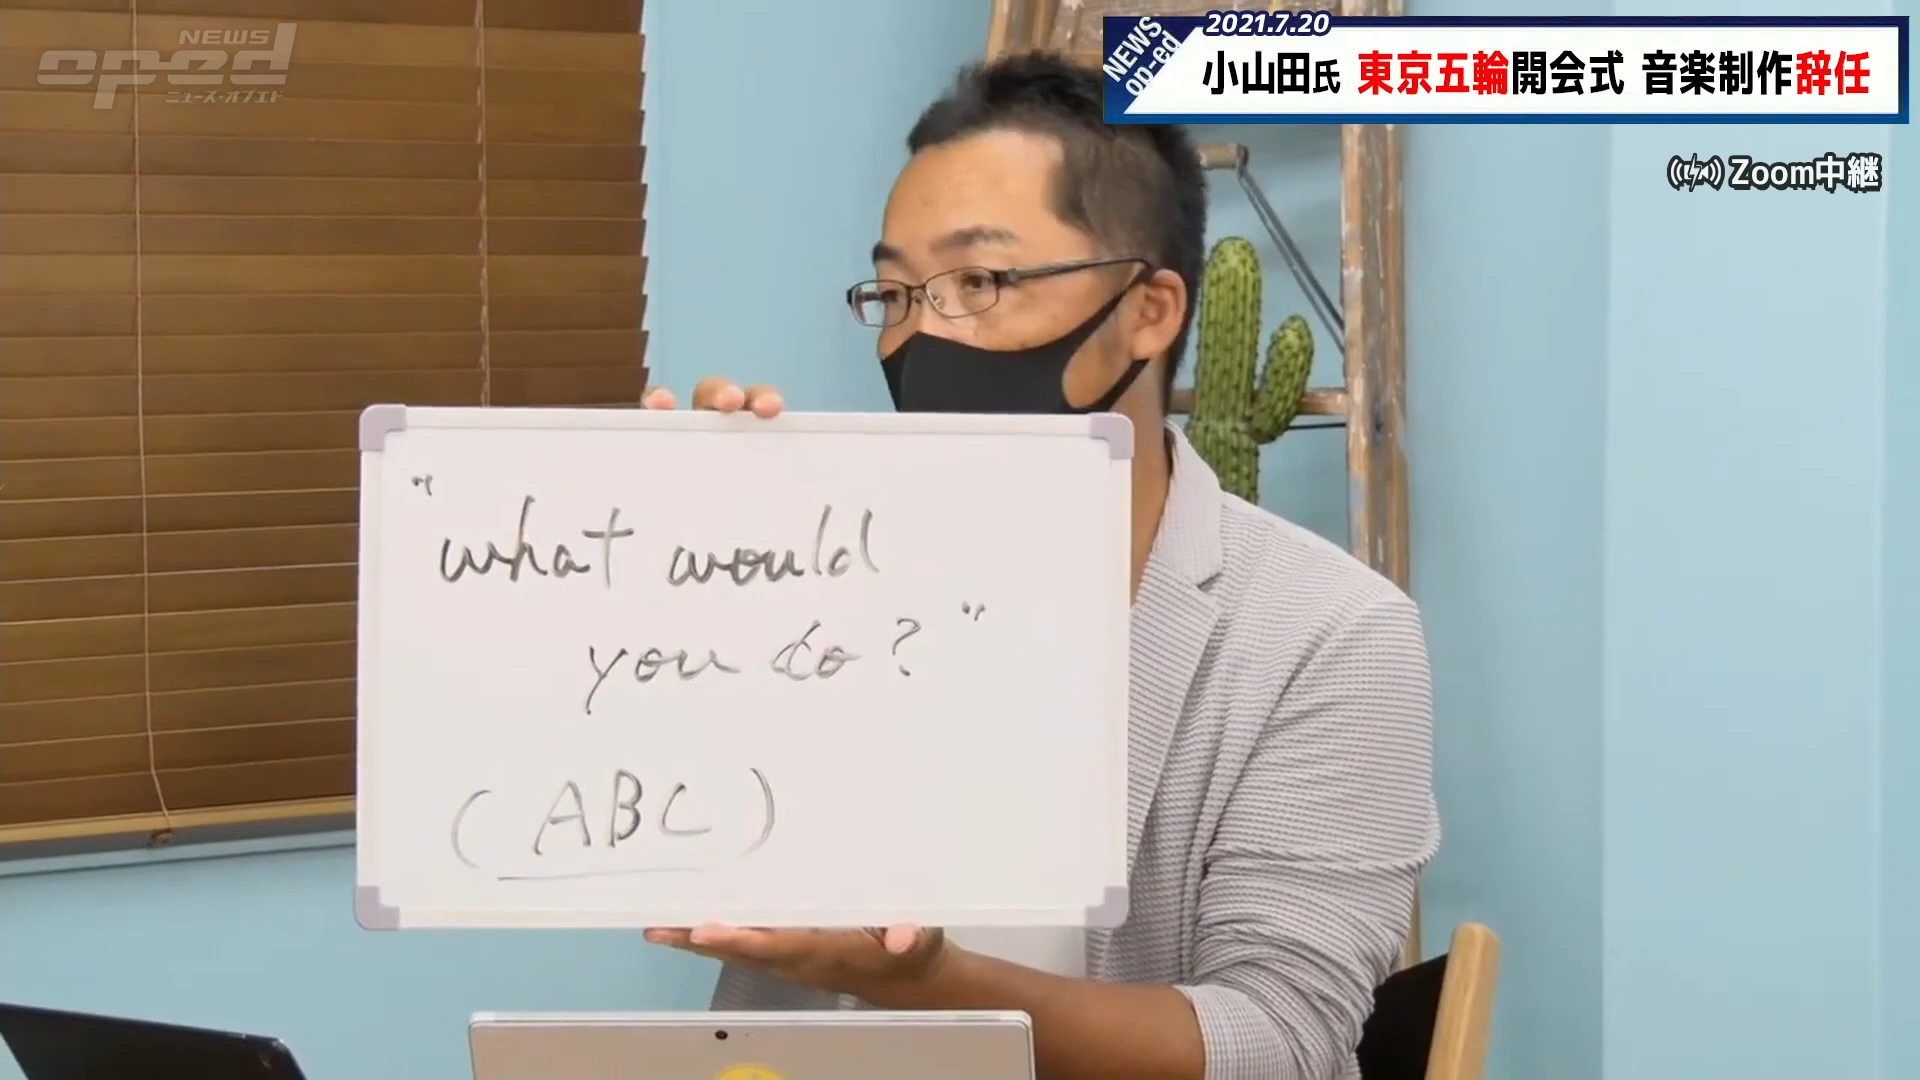 NEWS
oped
ニュース・オプエド
2021.7.20
NEWS
op-ed
小山田氏 東京五輪開会式 音楽制作辞任
Zoom中継
"what would
you do?"
(ABC)